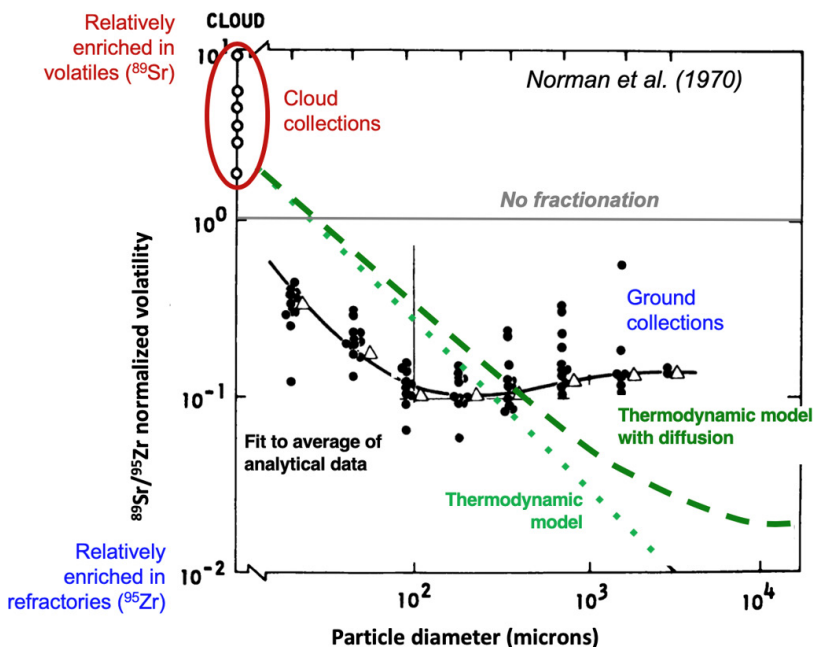 Relatively
enriched in
volatiles (⁸⁹Sr)
CLOUD
10¹
Norman et al. (1970)
Cloud
collections
No fractionation
10⁰
⁸⁹Sr/⁹⁵Zr normalized volatility
Ground
collections
10⁻¹
Fit to average of
analytical data
Thermodynamic model
with diffusion
Thermodynamic
model
Relatively
enriched in
refractories (⁹⁵Zr)
10⁻²
10²
10³
10⁴
Particle diameter (microns)